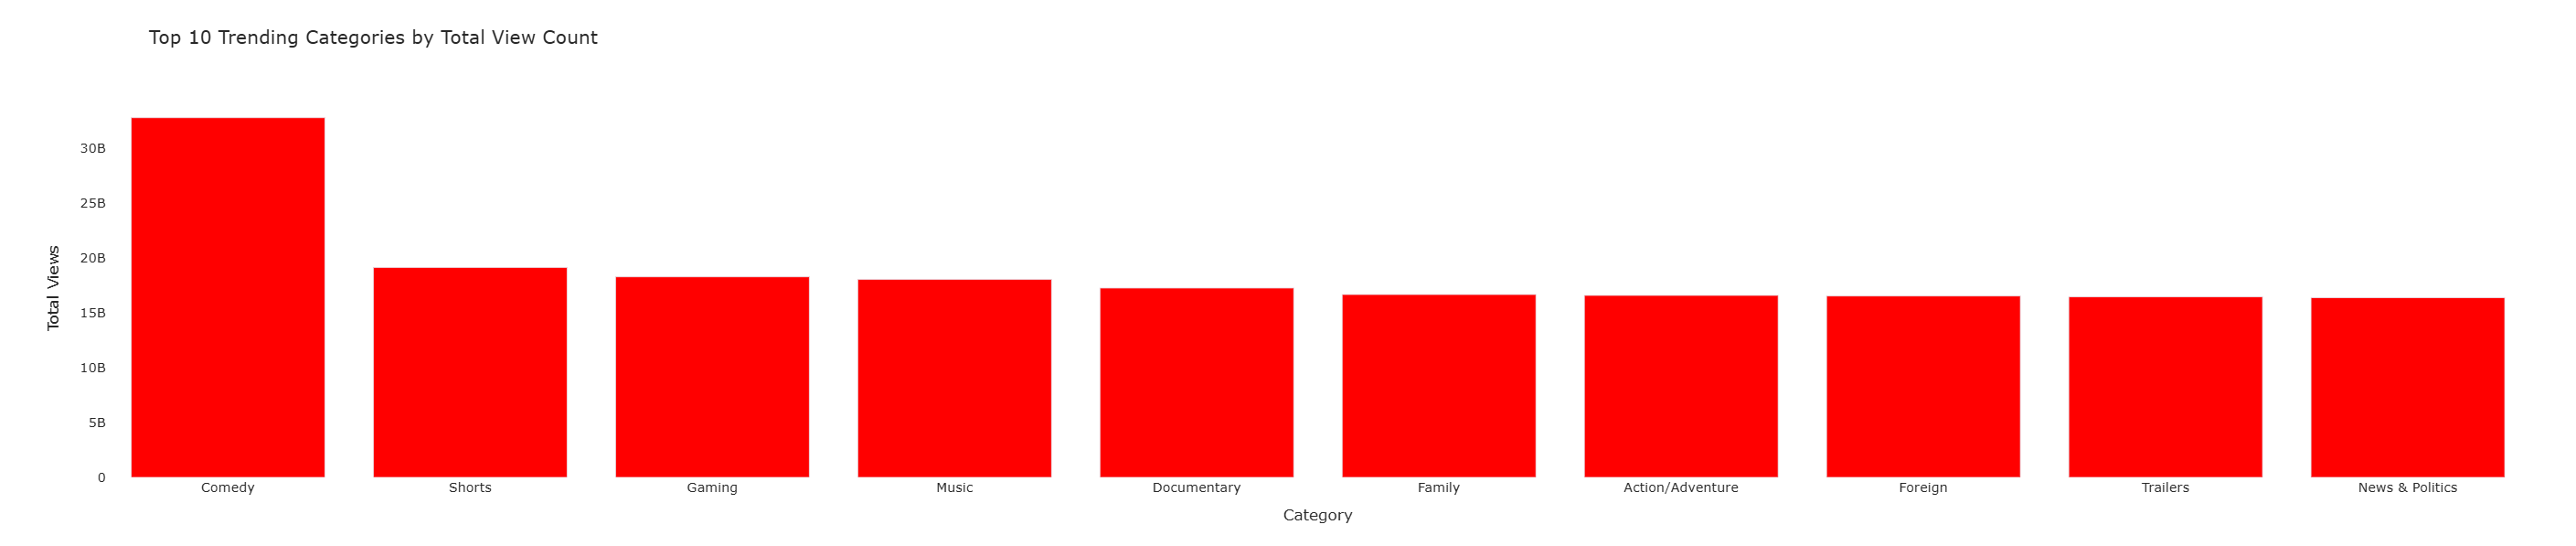 Top 10 Trending Categories by Total View Count
Total Views
30B
25B
20B
15B
10B
5B
0
Comedy Shorts Gaming Music Documentary Family Action/Adventure Foreign Trailers News & Politics
Category